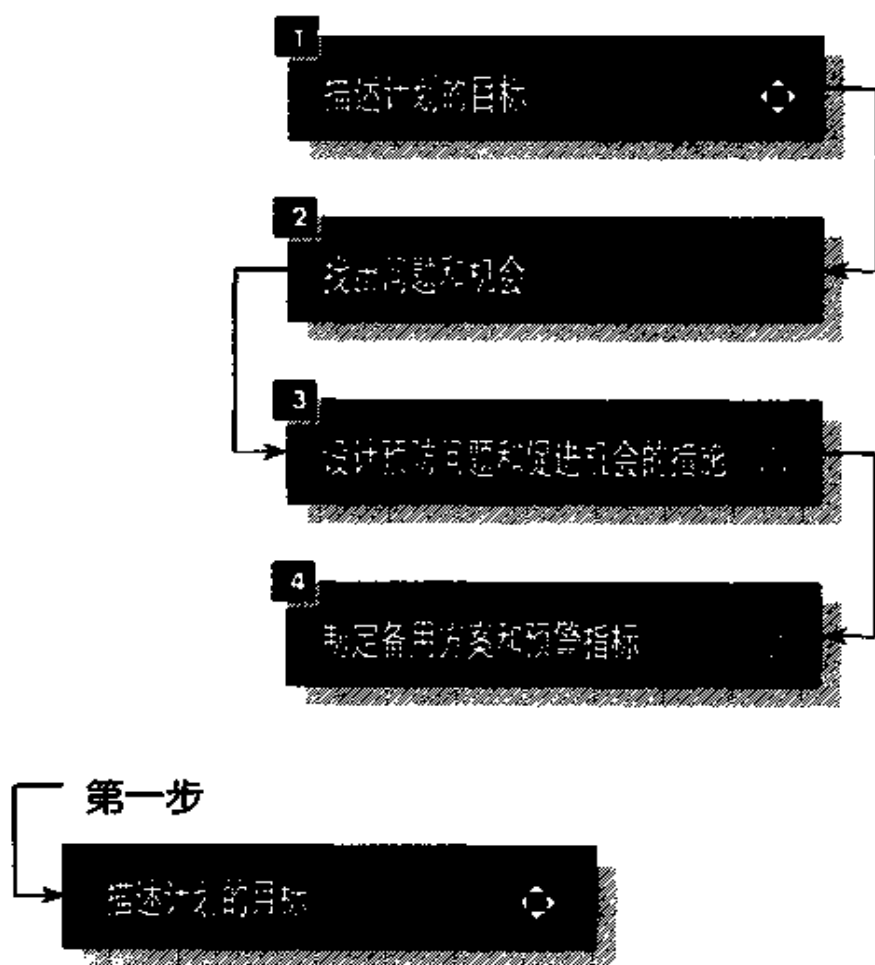 1
描述计划的目标
2
找出问题和机会
3
设计预防问题和促进机会的措施
4
制定备用方案和预警指标
第一步
描述计划的目标